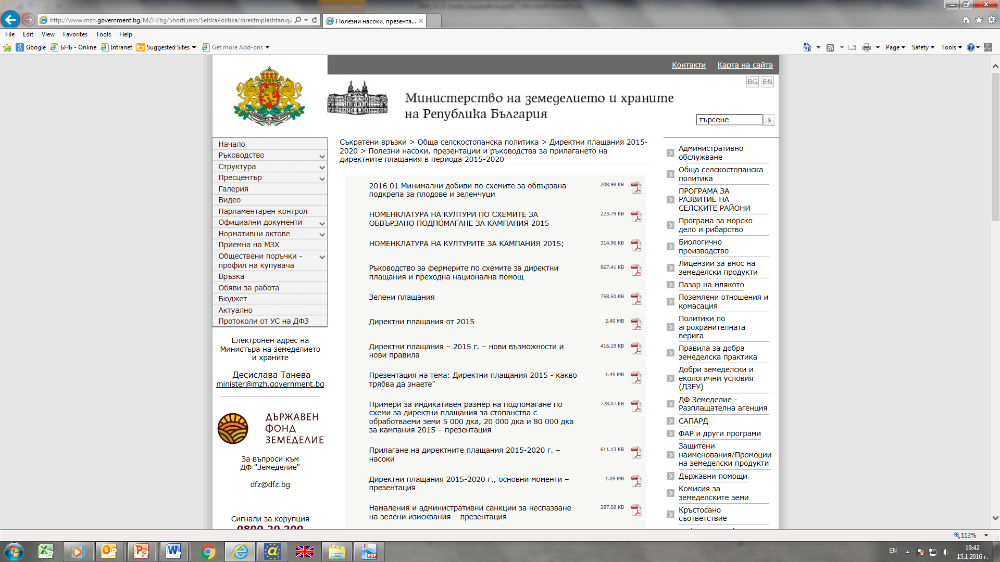 http://www.mzh.government.bg/MZH/bg/ShortLinks/SelskaPolitika/direktniplashtaniq2
Полезни насоки, презента...
File Edit View Favorites Tools Help
Google БНБ - Online Intranet Suggested Sites Get more Add-ons
Page Safety Tools
Контакти Карта на сайта
BG EN
Министерство на земеделието и храните
на Република България
търсене
Начало
Ръководство
Структура
Пресцентър
Галерия
Видео
Парламентарен контрол
Официални документи
Нормативни актове
Приемна на МЗХ
Обществени поръчки -
профил на купувача
Връзка
Обяви за работа
Бюджет
Актуално
Протоколи от УС на ДФЗ
Електронен адрес на
Министъра на земеделието
и храните
Десислава Танева
minister@mzh.government.bg
ДЪРЖАВЕН
ФОНД
ЗЕМЕДЕЛИЕ
За въпроси към
ДФ "Земеделие"
dfz@dfz.bg
Сигнали за корупция
0800 20 200
Съкратени връзки > Обща селскостопанска политика > Директни плащания 2015-
2020 > Полезни насоки, презентации и ръководства за прилагането на
директните плащания в периода 2015-2020
2016 01 Минимални добиви по схемите за обвързана 208.98 KB
подкрепа за плодове и зеленчуци
НОМЕНКЛАТУРА НА КУЛТУРИ ПО СХЕМИТЕ ЗА 223.79 KB
ОБВЪРЗАНО ПОДПОМАГАНЕ ЗА КАМПАНИЯ 2015
НОМЕНКЛАТУРА НА КУЛТУРИТЕ ЗА КАМПАНИЯ 2015; 314.96 KB
Ръководство за фермерите по схемите за директни 867.41 KB
плащания и преходна национална помощ
Зелени плащания 758.50 KB
Директни плащания от 2015 2.40 MB
Директни плащания – 2015 г. – нови възможности и 416.19 KB
нови правила
Презентация на тема: Директни плащания 2015 - какво 1.45 MB
трябва да знаете"
Примери за индикативен размер на подпомагане по 728.07 KB
схеми за директни плащания за стопанства с
обработваеми земи 5 000 дка, 20 000 дка и 80 000 дка
за кампания 2015 – презентация
Прилагане на директните плащания 2015-2020 г. – 611.13 KB
насоки
Директни плащания 2015-2020 г., основни моменти – 1.05 MB
презентация
Намаления и административни санкции за неспазване 287.58 KB
на зелени изисквания – презентация
Административно
обслужване
Обща селскостопанска
политика
ПРОГРАМА ЗА
РАЗВИТИЕ НА
СЕЛСКИТЕ РАЙОНИ
Програма за морско
дело и рибарство
Биологично
производство
Лицензии за внос на
земеделски продукти
Пазар на млякото
Поземлени отношения и
комасация
Политики по
агрохранителната
верига
Правила за добра
земеделска практика
Добри земеделски и
екологични условия
(ДЗЕУ)
ДФ Земеделие -
Разплащателна агенция
САПАРД
ФАР и други програми
Защитени
наименования/Промоции
на земеделски продукти
Държавни помощи
Комисия за
земеделските земи
Кръстосано
съответствие
113%
EN
19:42
15.1.2016 г.